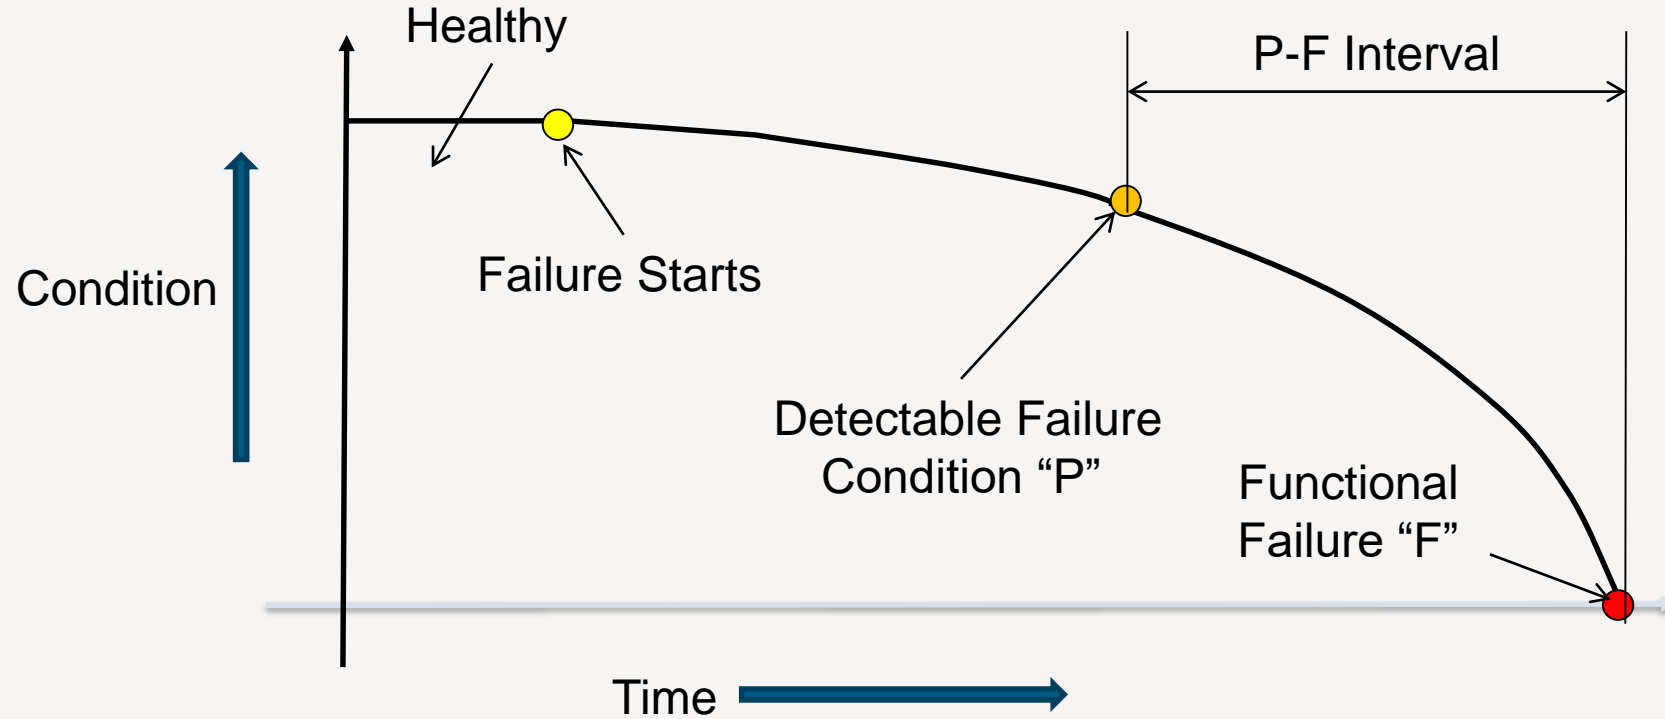 Healthy
P-F Interval
Condition
Failure Starts
Detectable Failure
Condition “P”
Functional
Failure “F”
Time